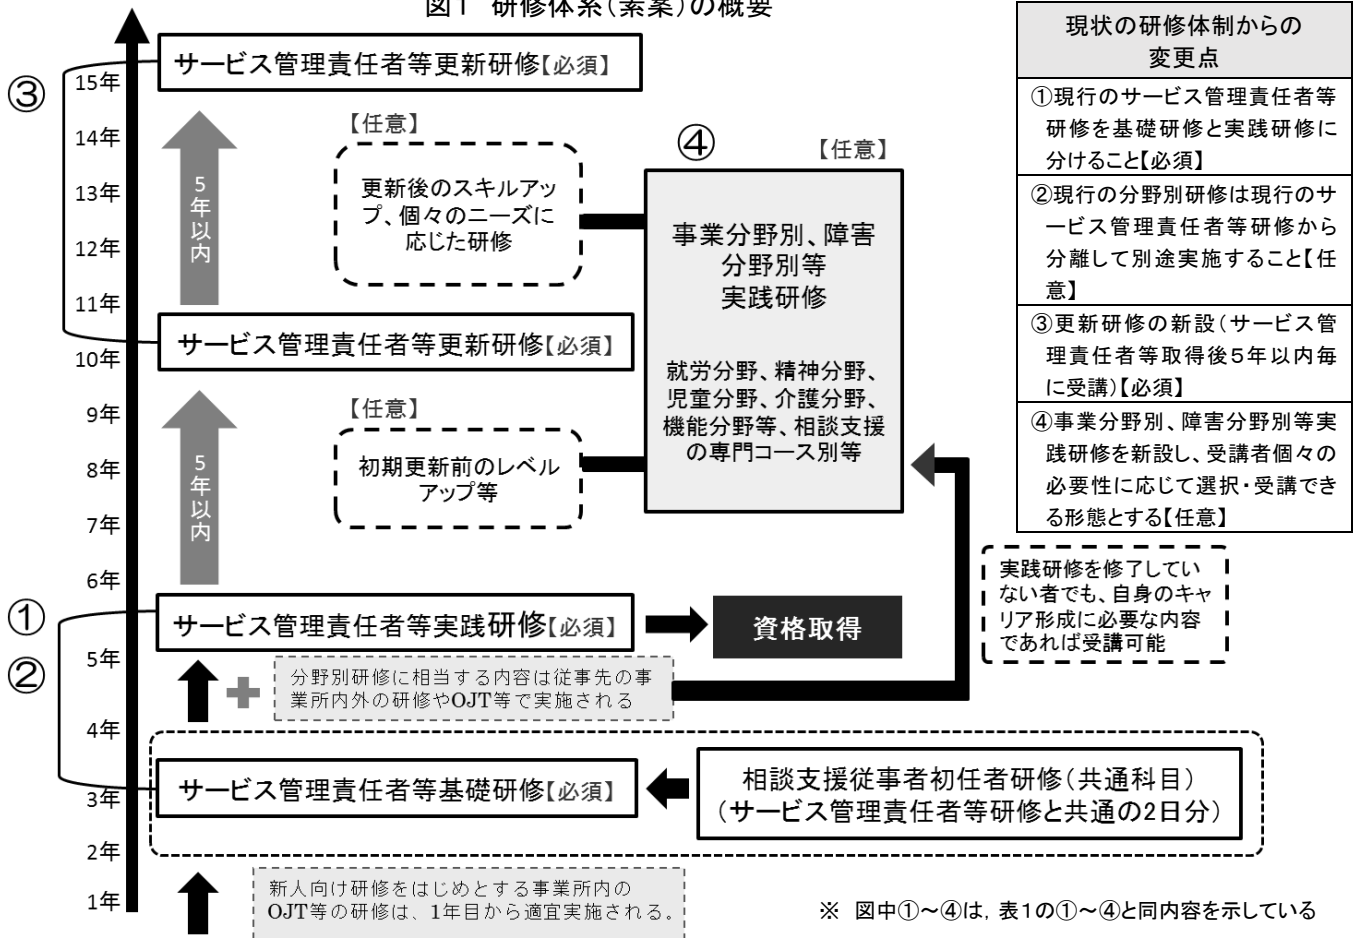 図1 研修体系(素案)の概要
現状の研修体制からの
変更点
①現行のサービス管理責任者等
研修を基礎研修と実践研修に
分けること【必須】
②現行の分野別研修は現行のサ
ービス管理責任者等研修から
分離して別途実施すること【任
意】
③更新研修の新設(サービス管
理責任者等取得後5年以内毎
に受講)【必須】
④事業分野別、障害分野別等実
践研修を新設し、受講者個々の
必要性に応じて選択・受講でき
る形態とする【任意】
サービス管理責任者等更新研修【必須】
③
15年
14年
13年
12年
11年
10年
9年
8年
7年
6年
5年
4年
3年
2年
1年
5年以内
【任意】
更新後のスキルアッ
プ、個々のニーズに
応じた研修
④
【任意】
事業分野別、障害
分野別等
実践研修
就労分野、精神分野、
児童分野、介護分野、
機能分野等、相談支援
の専門コース別等
サービス管理責任者等更新研修【必須】
5年以内
【任意】
初期更新前のレベル
アップ等
実践研修を修了してい
ない者でも、自身のキャ
リア形成に必要な内容
であれば受講可能
①
②
サービス管理責任者等実践研修【必須】
資格取得
分野別研修に相当する内容は従事先の事
業所内外の研修やOJT等で実施される
サービス管理責任者等基礎研修【必須】
相談支援従事者初任者研修(共通科目)
(サービス管理責任者等研修と共通の2日分)
新人向け研修をはじめとする事業所内の
OJT等の研修は、1年目から適宜実施される。
※ 図中①～④は，表1の①～④と同内容を示している